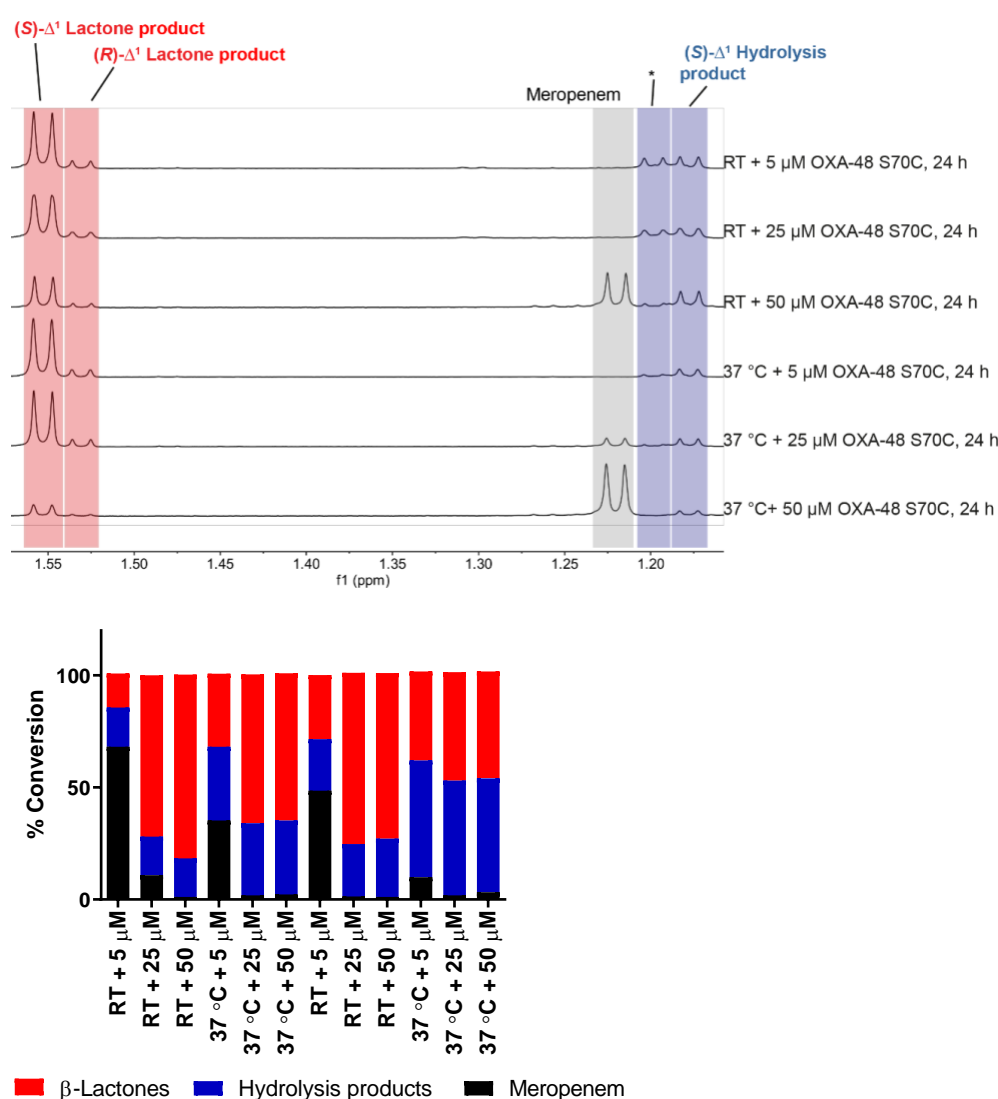 (S)-Δ¹ Lactone product
(R)-Δ¹ Lactone product
(S)-Δ¹ Hydrolysis
product
*
Meropenem
RT + 5 µM OXA-48 S70C, 24 h
RT + 25 µM OXA-48 S70C, 24 h
RT + 50 µM OXA-48 S70C, 24 h
37 °C + 5 µM OXA-48 S70C, 24 h
37 °C + 25 µM OXA-48 S70C, 24 h
37 °C+ 50 µM OXA-48 S70C, 24 h
1.55 1.50 1.45 1.40 1.35 1.30 1.25 1.20
f1 (ppm)
% Conversion
100
50
0
RT + 5 µM
RT + 25 µM
RT + 50 µM
37 °C + 5 µM
37 °C + 25 µM
37 °C + 50 µM
RT + 5 µM
RT + 25 µM
RT + 50 µM
37 °C + 5 µM
37 °C + 25 µM
37 °C + 50 µM
β-Lactones Hydrolysis products Meropenem